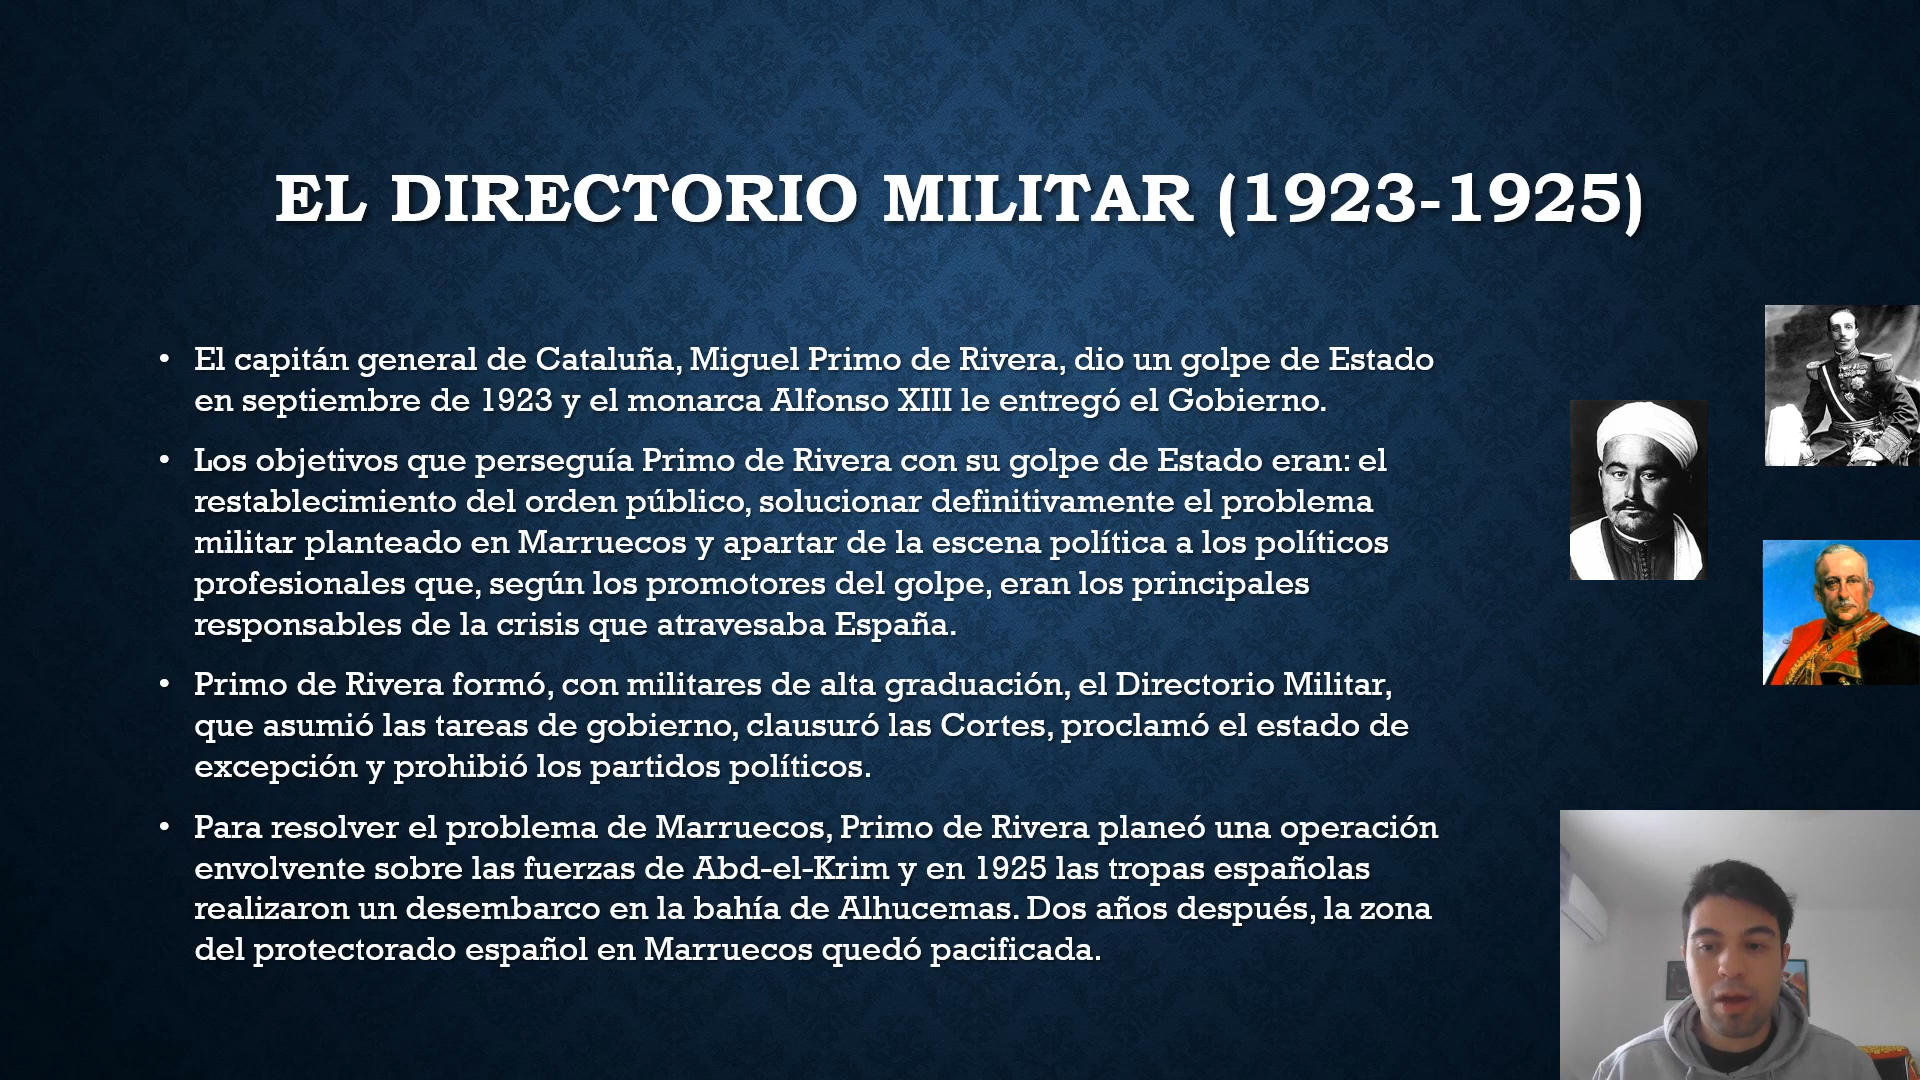 EL DIRECTORIO MILITAR (1923-1925)
• El capitán general de Cataluña, Miguel Primo de Rivera, dio un golpe de Estado
en septiembre de 1923 y el monarca Alfonso XIII le entregó el Gobierno.
• Los objetivos que perseguía Primo de Rivera con su golpe de Estado eran: el
restablecimiento del orden público, solucionar definitivamente el problema
militar planteado en Marruecos y apartar de la escena política a los políticos
profesionales que, según los promotores del golpe, eran los principales
responsables de la crisis que atravesaba España.
• Primo de Rivera formó, con militares de alta graduación, el Directorio Militar,
que asumió las tareas de gobierno, clausuró las Cortes, proclamó el estado de
excepción y prohibió los partidos políticos.
• Para resolver el problema de Marruecos, Primo de Rivera planeó una operación
envolvente sobre las fuerzas de Abd-el-Krim y en 1925 las tropas españolas
realizaron un desembarco en la bahía de Alhucemas. Dos años después, la zona
del protectorado español en Marruecos quedó pacificada.